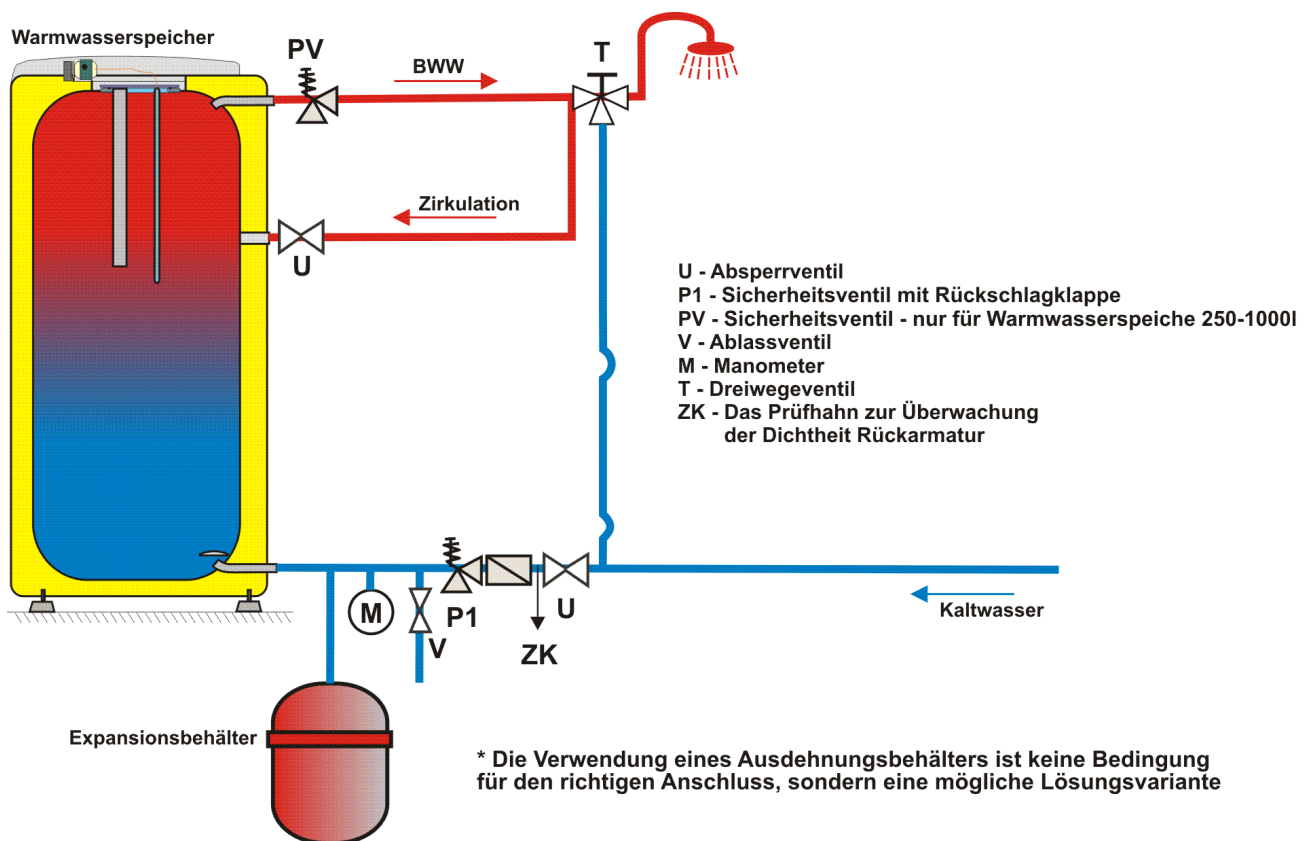 Warmwasserspeicher
PV
BWW
T
Zirkulation
U
U - Absperrventil
P1 - Sicherheitsventil mit Rückschlagklappe
PV - Sicherheitsventil - nur für Warmwasserspeiche 250-1000l
V - Ablassventil
M - Manometer
T - Dreiwegeventil
ZK - Das Prüfhahn zur Überwachung
der Dichtheit Rückarmatur
M
V
P1
ZK
U
Kaltwasser
Expansionsbehälter
* Die Verwendung eines Ausdehnungsbehälters ist keine Bedingung
für den richtigen Anschluss, sondern eine mögliche Lösungsvariante